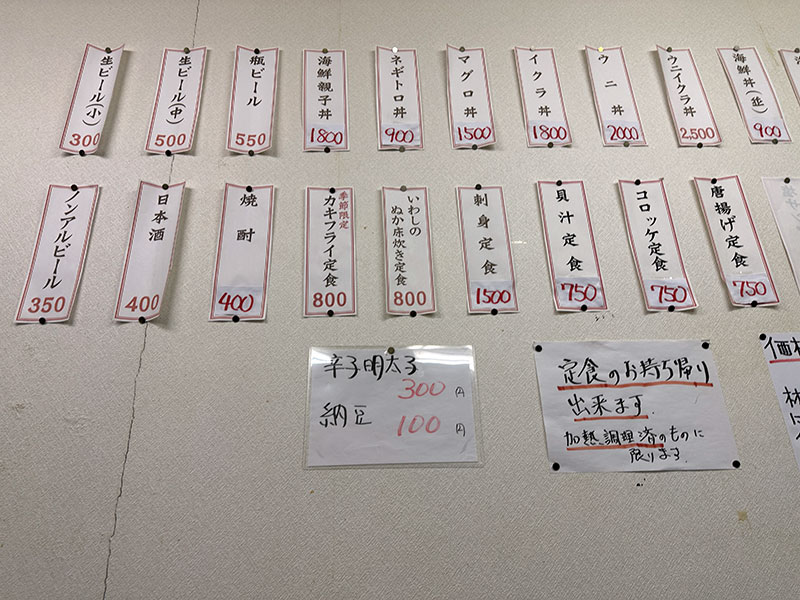 生ビール(小)
300
生ビール(中)
500
瓶ビール
550
海鮮親子丼
1800
ネギトロ丼
900
マグロ丼
1500
イクラ丼
1800
ウニ丼
2000
ウニイクラ丼
2,500
海鮮丼(並)
900
ノンアルビール
350
日本酒
400
焼酎
400
季節限定
カキフライ定食
800
いわしの
ぬか床炊き定食
800
刺身定食
1500
貝汁定食
750
コロッケ定食
750
唐揚げ定食
750
辛子明太子
300円
納豆
100円
定食のお持ち帰り
出来ます
加熱調理済のものに
限ります
価格